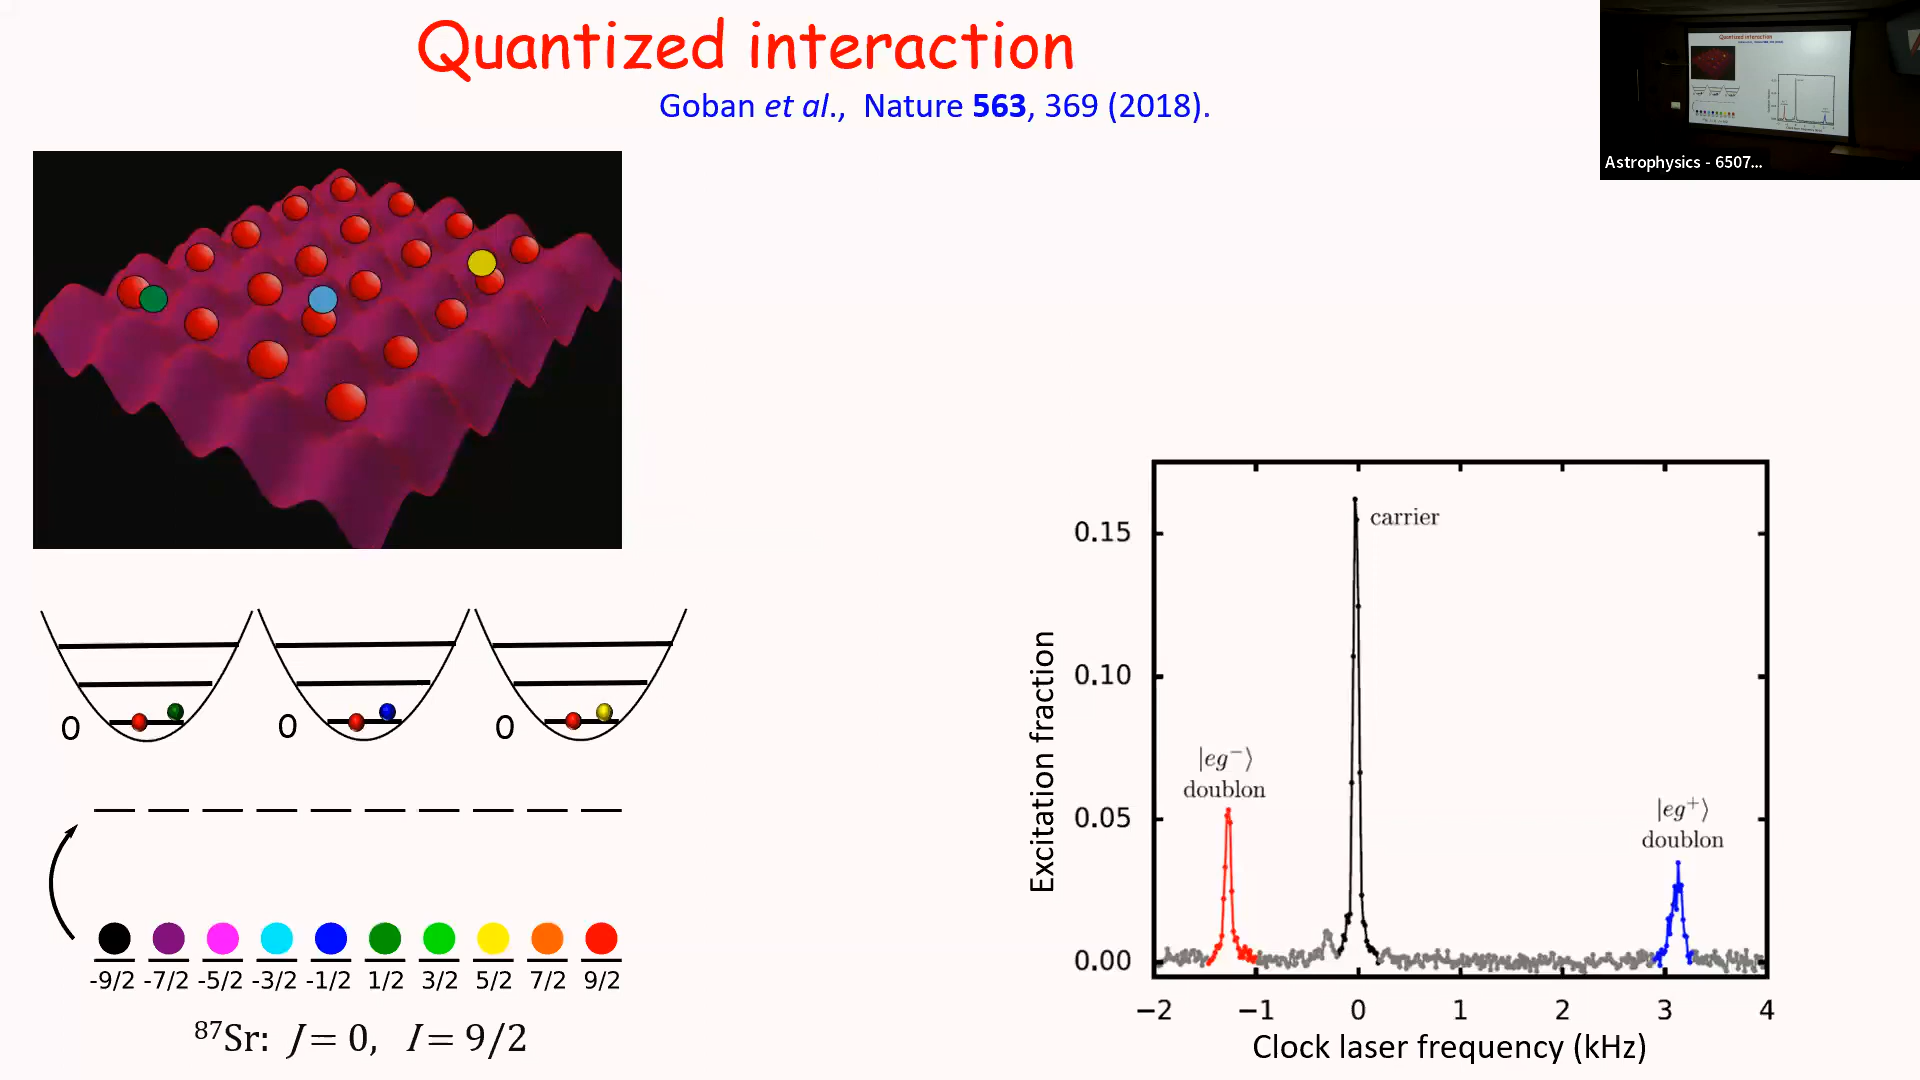 Quantized interaction
Goban et al., Nature 563, 369 (2018).
Astrophysics - 6507...
0 0 0
-9/2 -7/2 -5/2 -3/2 -1/2 1/2 3/2 5/2 7/2 9/2
⁸⁷Sr: J = 0, I = 9/2
Excitation fraction
0.15
0.10
0.05
0.00
carrier
|eg⁻⟩
doublon
|eg⁺⟩
doublon
−2 −1 0 1 2 3 4
Clock laser frequency (kHz)